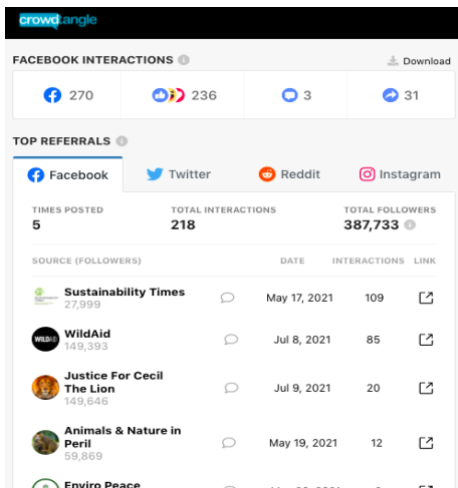 crowdtangle
FACEBOOK INTERACTIONS
Download
270 236 3 31
TOP REFERRALS
Facebook Twitter Reddit Instagram
TIMES POSTED TOTAL INTERACTIONS TOTAL FOLLOWERS
5 218 387,733
SOURCE (FOLLOWERS) DATE INTERACTIONS LINK
Sustainability Times May 17, 2021 109
27,999
WildAid Jul 8, 2021 85
149,393
Justice For Cecil
The Lion Jul 9, 2021 20
149,646
Animals & Nature in
Peril May 19, 2021 12
59,869
Enviro Peace